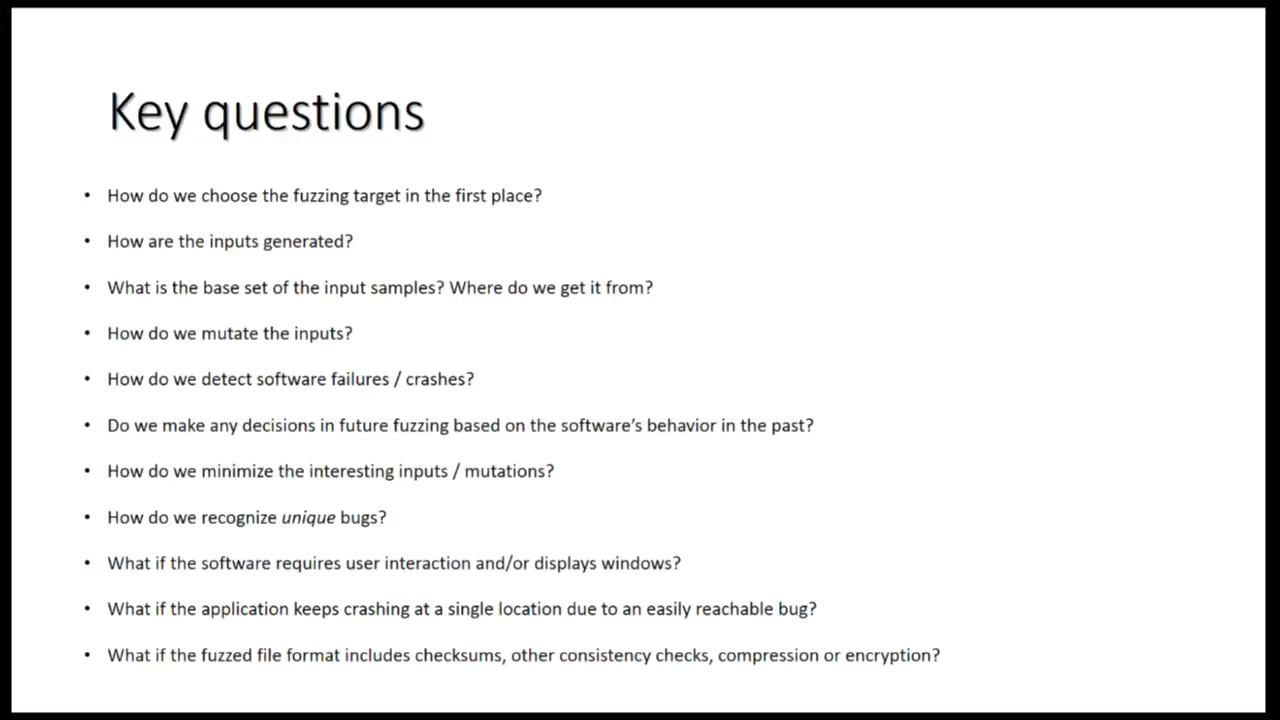 Key questions
• How do we choose the fuzzing target in the first place?
• How are the inputs generated?
• What is the base set of the input samples? Where do we get it from?
• How do we mutate the inputs?
• How do we detect software failures / crashes?
• Do we make any decisions in future fuzzing based on the software’s behavior in the past?
• How do we minimize the interesting inputs / mutations?
• How do we recognize unique bugs?
• What if the software requires user interaction and/or displays windows?
• What if the application keeps crashing at a single location due to an easily reachable bug?
• What if the fuzzed file format includes checksums, other consistency checks, compression or encryption?